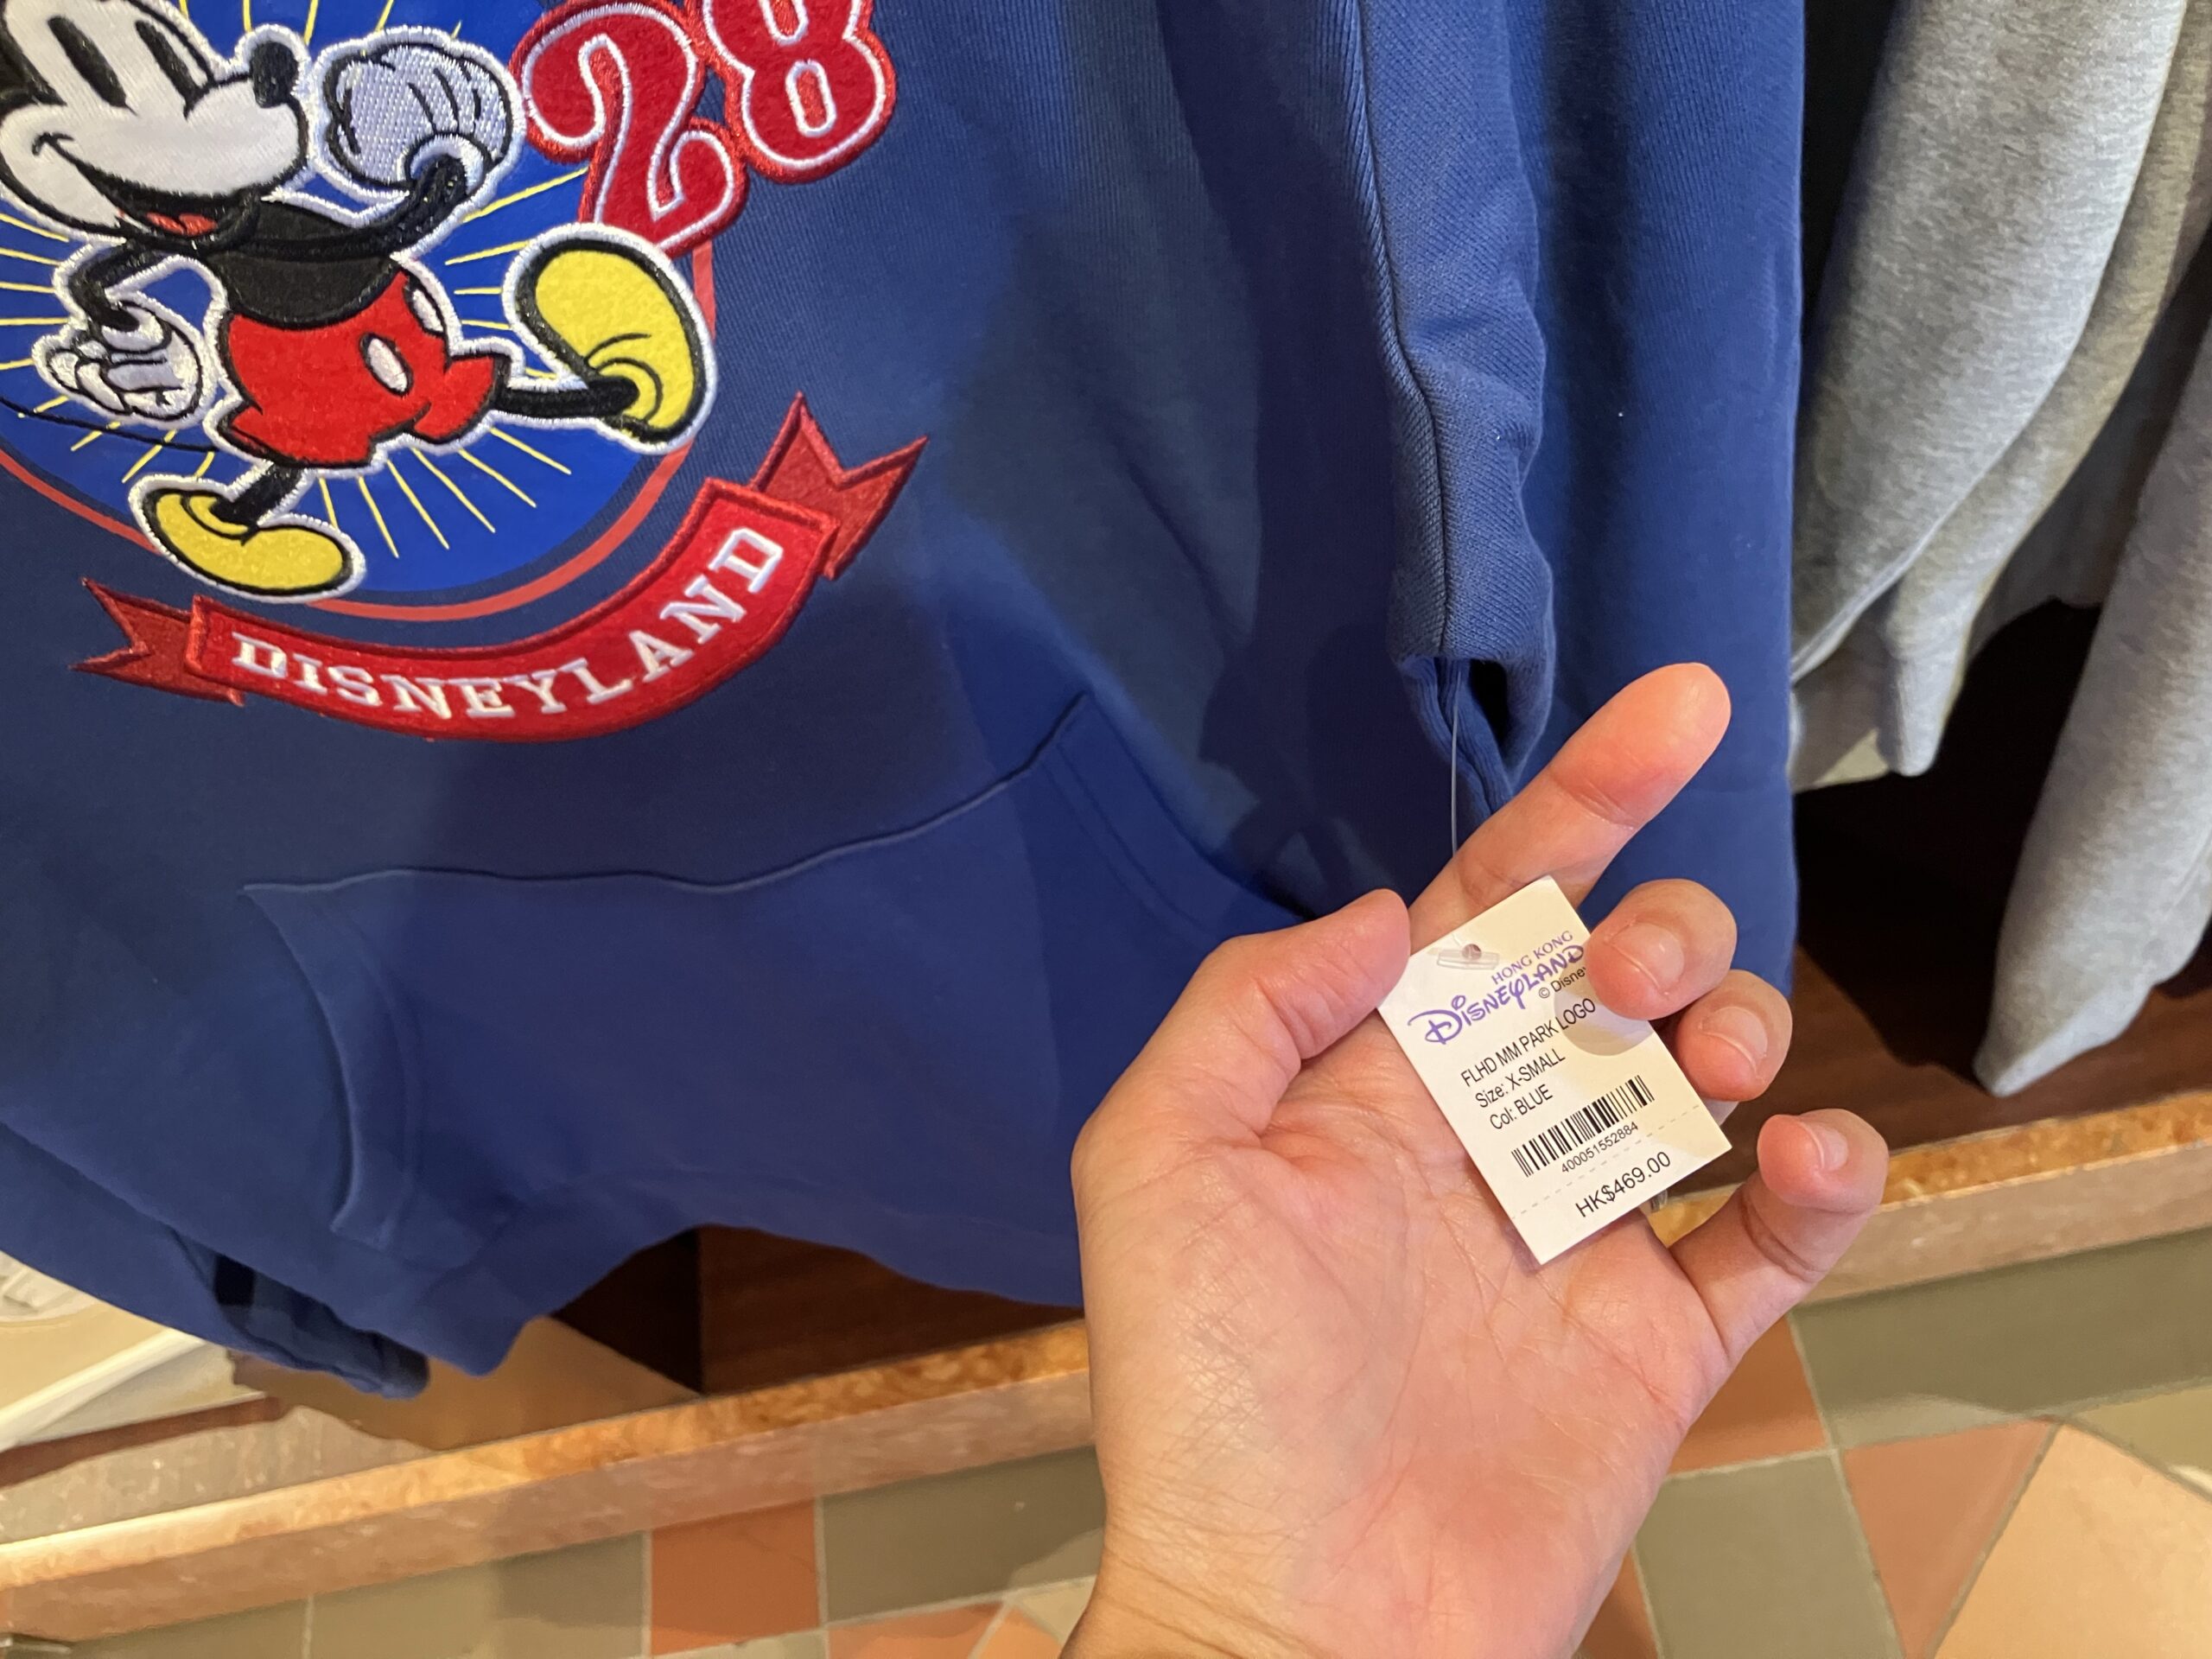 28
DISNEYLAND
HONG KONG
DISNEYLAND
© Disney
FLHD MM PARK LOGO
Size: X-SMALL
Col: BLUE
400051552884
HK$469.00